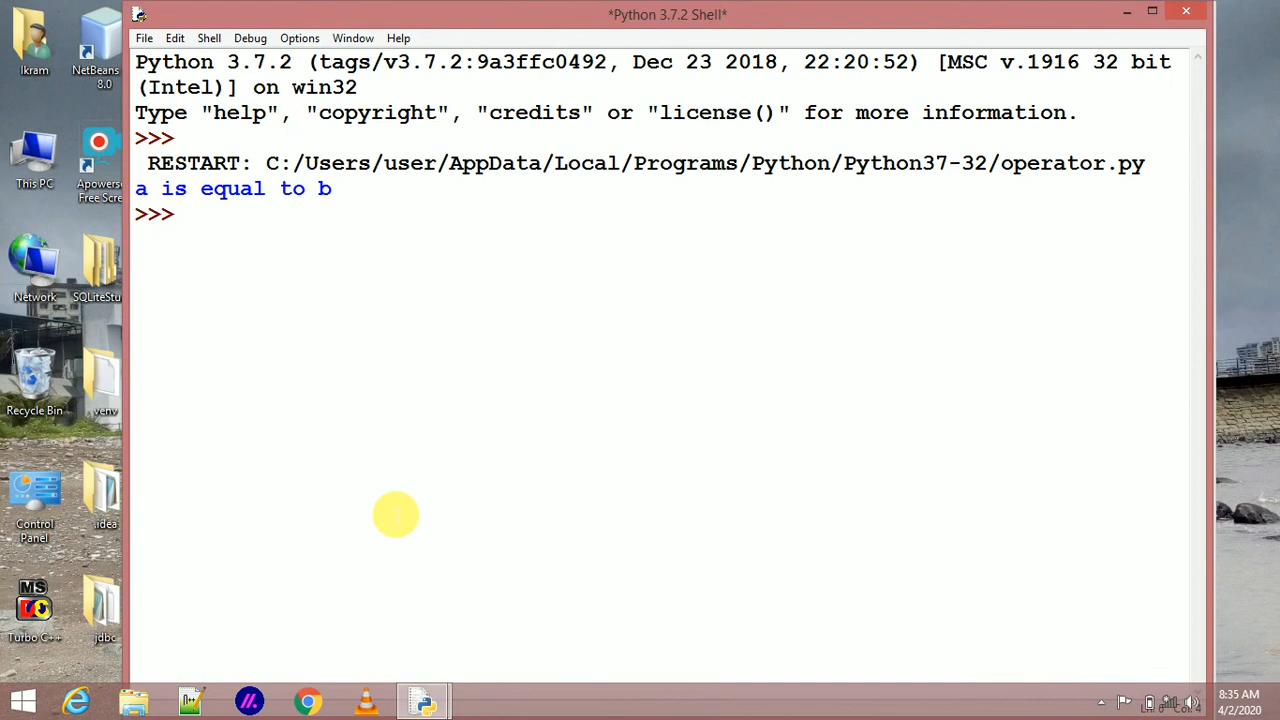 *Python 3.7.2 Shell*
File Edit Shell Debug Options Window Help
Python 3.7.2 (tags/v3.7.2:9a3ffc0492, Dec 23 2018, 22:20:52) [MSC v.1916 32 bit
(Intel)] on win32
Type "help", "copyright", "credits" or "license()" for more information.
>>>
RESTART: C:/Users/user/AppData/Local/Programs/Python/Python37-32/operator.py
a is equal to b
>>>
Ikram
NetBeans
8.0
This PC
Apowers
Free Scre
Network
SQLiteStu
Recycle Bin
venv
Control
Panel
.idea
MS
Turbo C++
jdbc
8:35 AM
4/2/2020